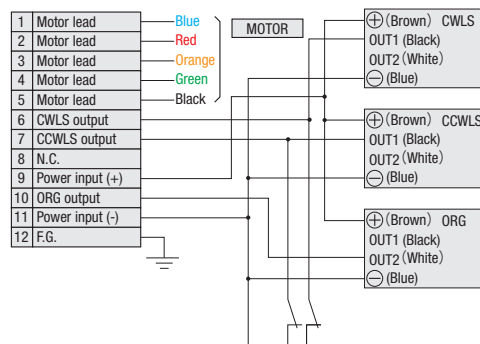 1 Motor lead Blue
2 Motor lead Red
3 Motor lead Orange
4 Motor lead Green
5 Motor lead Black
6 CWLS output
7 CCWLS output
8 N.C.
9 Power input (+)
10 ORG output
11 Power input (-)
12 F.G.
MOTOR
⊕(Brown) CWLS
OUT1 (Black)
OUT2 (White)
⊖(Blue)
⊕(Brown) CCWLS
OUT1 (Black)
OUT2 (White)
⊖(Blue)
⊕(Brown) ORG
OUT1 (Black)
OUT2 (White)
⊖(Blue)